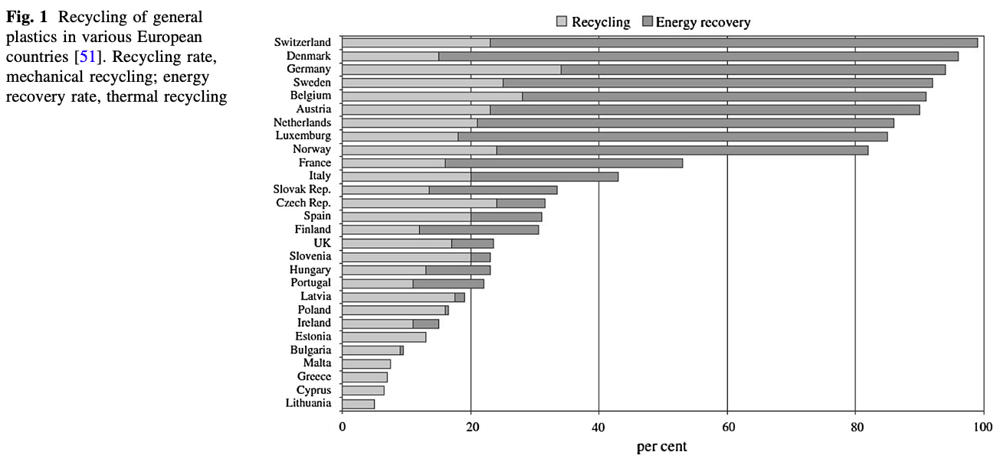 Fig. 1 Recycling of general
plastics in various European
countries [51]. Recycling rate,
mechanical recycling; energy
recovery rate, thermal recycling
Recycling Energy recovery
Switzerland
Denmark
Germany
Sweden
Belgium
Austria
Netherlands
Luxemburg
Norway
France
Italy
Slovak Rep.
Czech Rep.
Spain
Finland
UK
Slovenia
Hungary
Portugal
Latvia
Poland
Ireland
Estonia
Bulgaria
Malta
Greece
Cyprus
Lithuania
0 20 40 60 80 100
per cent